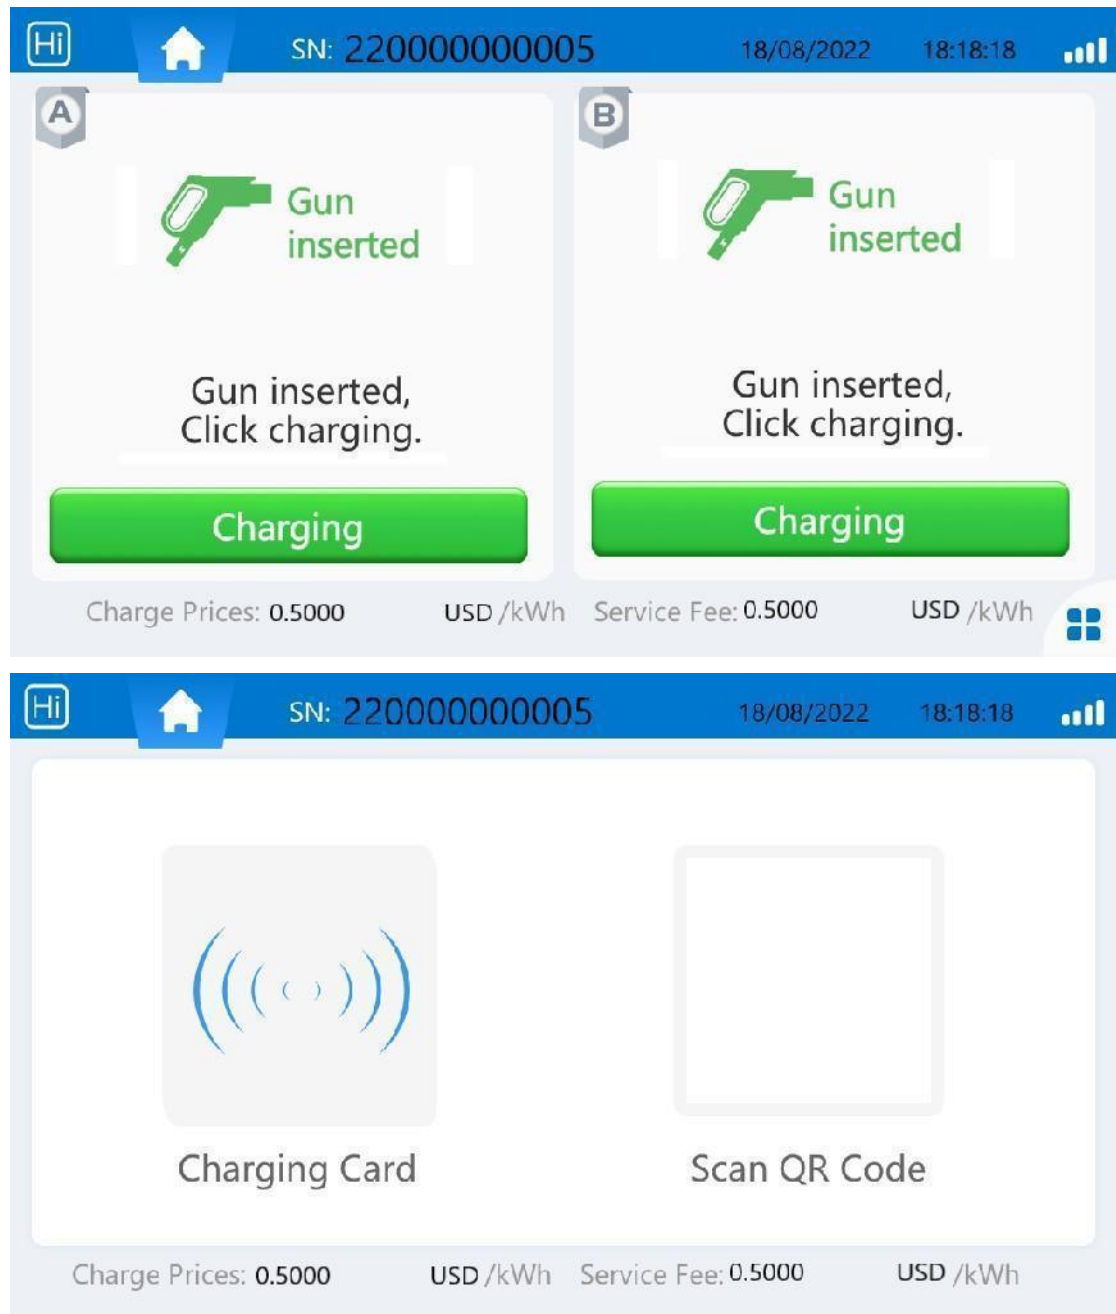 Hi SN: 220000000005 18/08/2022 18:18:18
A
Gun
inserted
Gun inserted,
Click charging.
Charging
B
Gun
inserted
Gun inserted,
Click charging.
Charging
Charge Prices: 0.5000 USD /kWh Service Fee: 0.5000 USD /kWh
Hi SN: 220000000005 18/08/2022 18:18:18
Charging Card
Scan QR Code
Charge Prices: 0.5000 USD /kWh Service Fee: 0.5000 USD /kWh